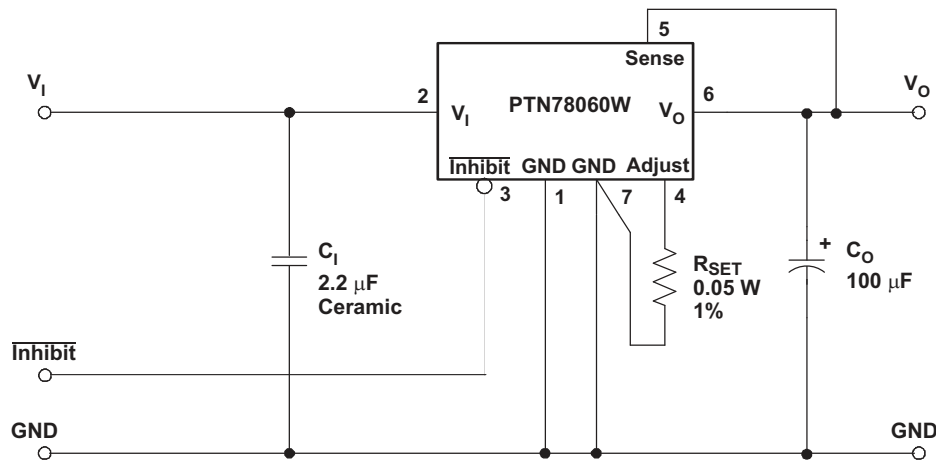 5
Sense
V_I
2
PTN78060W
6
V_O
V_I
V_O
Inhibit
GND
GND
Adjust
3
1
7
4
C_I
2.2 μF
Ceramic
R_SET
0.05 W
1%
+
C_O
100 μF
Inhibit
GND
GND